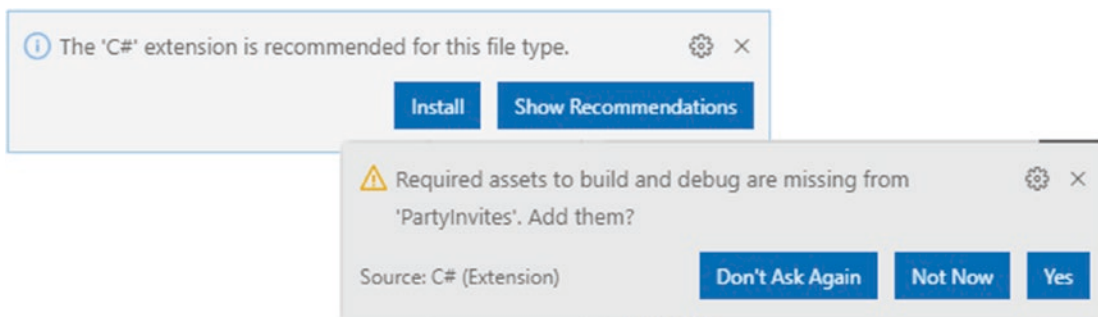 The 'C#' extension is recommended for this file type.
Install Show Recommendations
Required assets to build and debug are missing from
'PartyInvites'. Add them?
Source: C# (Extension) Don't Ask Again Not Now Yes